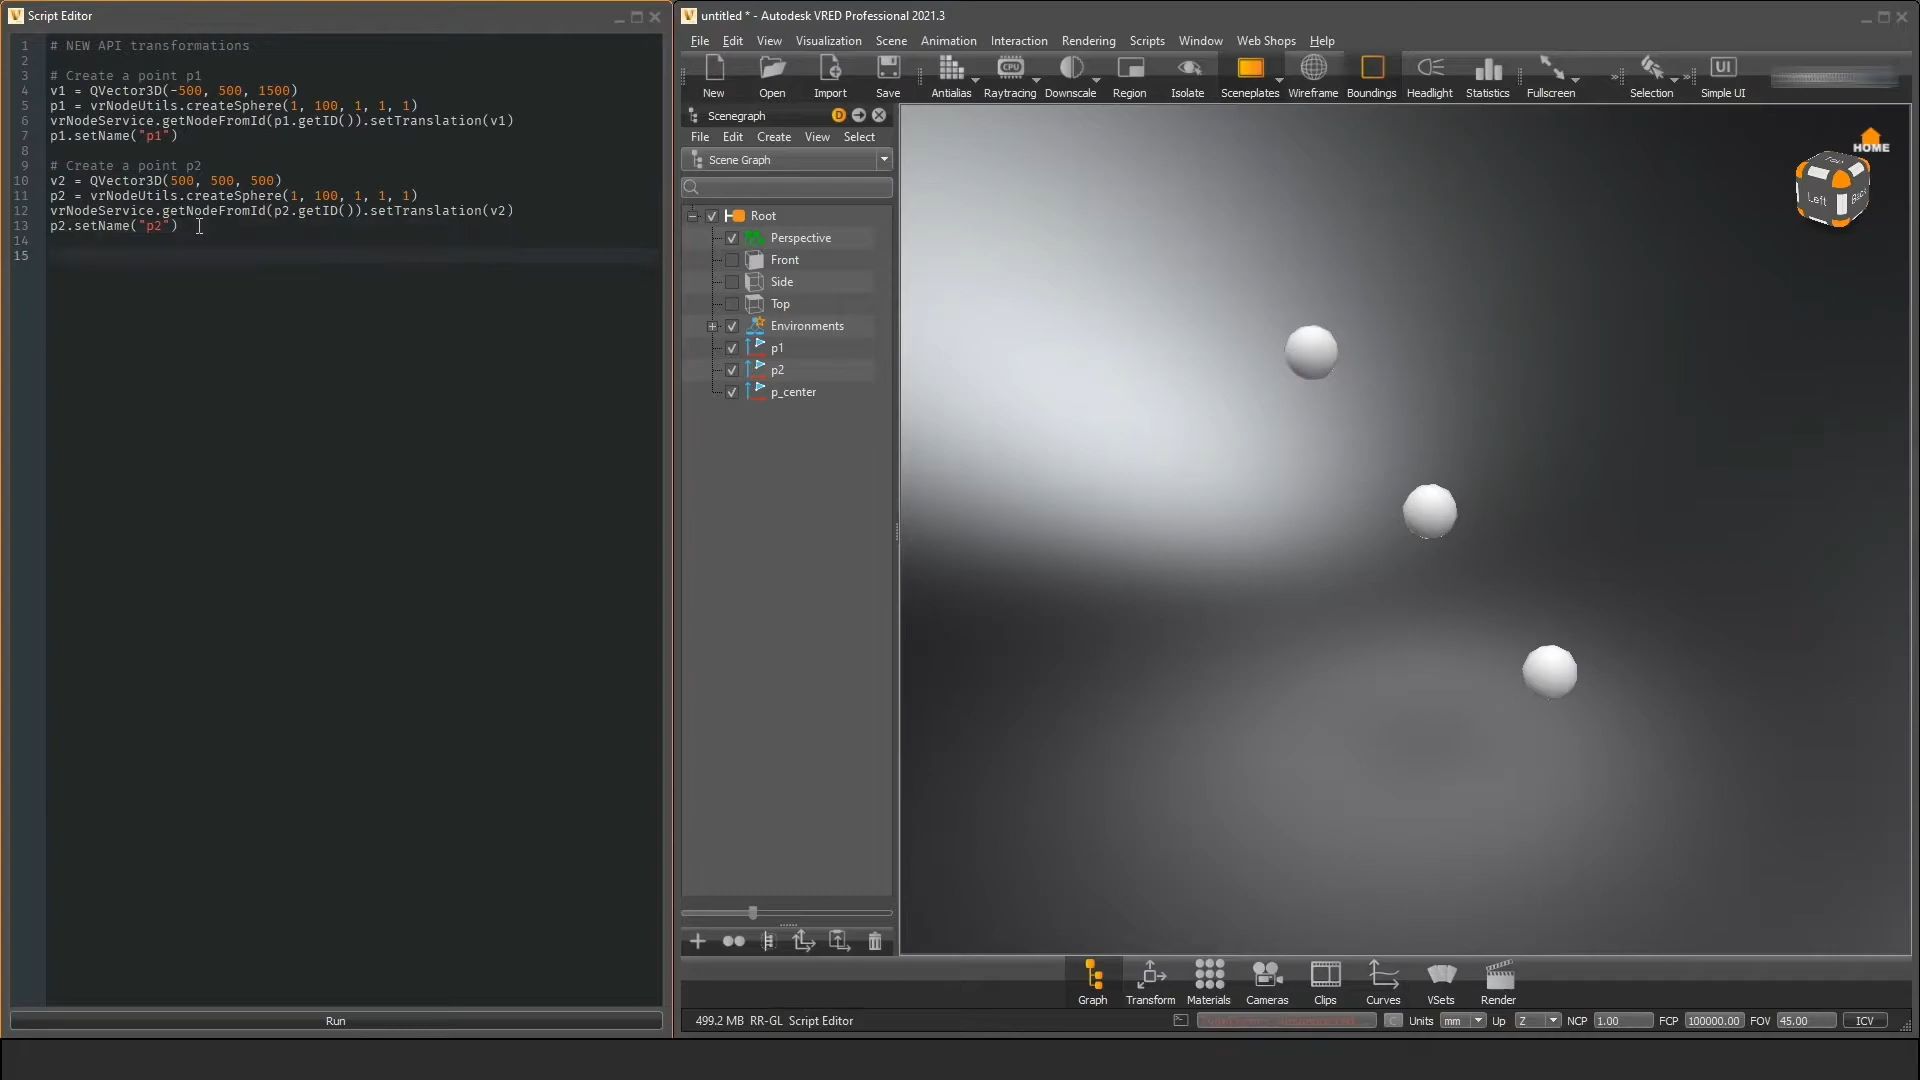 Script Editor
1 # NEW API transformations
2
3 # Create a point p1
4 v1 = QVector3D(-500, 500, 1500)
5 p1 = vrNodeUtils.createSphere(1, 100, 1, 1, 1)
6 vrNodeService.getNodeFromId(p1.getID()).setTranslation(v1)
7 p1.setName("p1")
8
9 # Create a point p2
10 v2 = QVector3D(500, 500, 500)
11 p2 = vrNodeUtils.createSphere(1, 100, 1, 1, 1)
12 vrNodeService.getNodeFromId(p2.getID()).setTranslation(v2)
13 p2.setName("p2")
14
15
Run
untitled * - Autodesk VRED Professional 2021.3
File Edit View Visualization Scene Animation Interaction Rendering Scripts Window Web Shops Help
New Open Import Save Antialias Raytracing Downscale Region Isolate Sceneplates Wireframe Boundings Headlight Statistics Fullscreen Selection Simple UI
CPU
UI
Scenegraph D
File Edit Create View Select
Scene Graph
Root
Perspective
Front
Side
Top
Environments
p1
p2
p_center
HOME
Top
Left Back
Graph Transform Materials Cameras Clips Curves VSets Render
499.2 MB RR-GL Script Editor
C Units mm Up Z NCP 1.00 FCP 100000.00 FOV 45.00 ICV